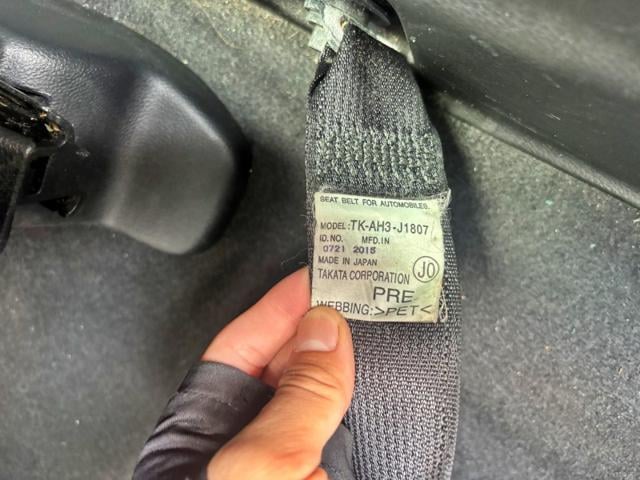 SEAT BELT FOR AUTOMOBILES.
MODEL:TK-AH3-J1807
ID.NO. MFD.IN
0721 2015
MADE IN JAPAN
TAKATA CORPORATION JO
PRE
WEBBING:>PET<